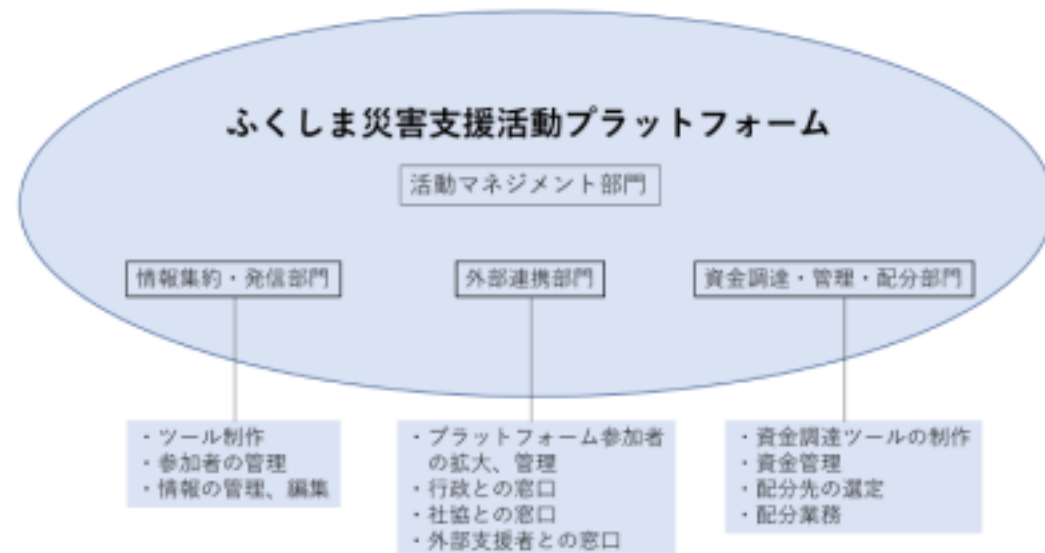 ふくしま災害支援活動プラットフォーム
活動マネジメント部門
情報集約・発信部門
外部連携部門
資金調達・管理・配分部門
・ツール制作
・参加者の管理
・情報の管理、編集
・プラットフォーム参加者
の拡大、管理
・行政との窓口
・社協との窓口
・外部支援者との窓口
・資金調達ツールの制作
・資金管理
・配分先の選定
・配分業務